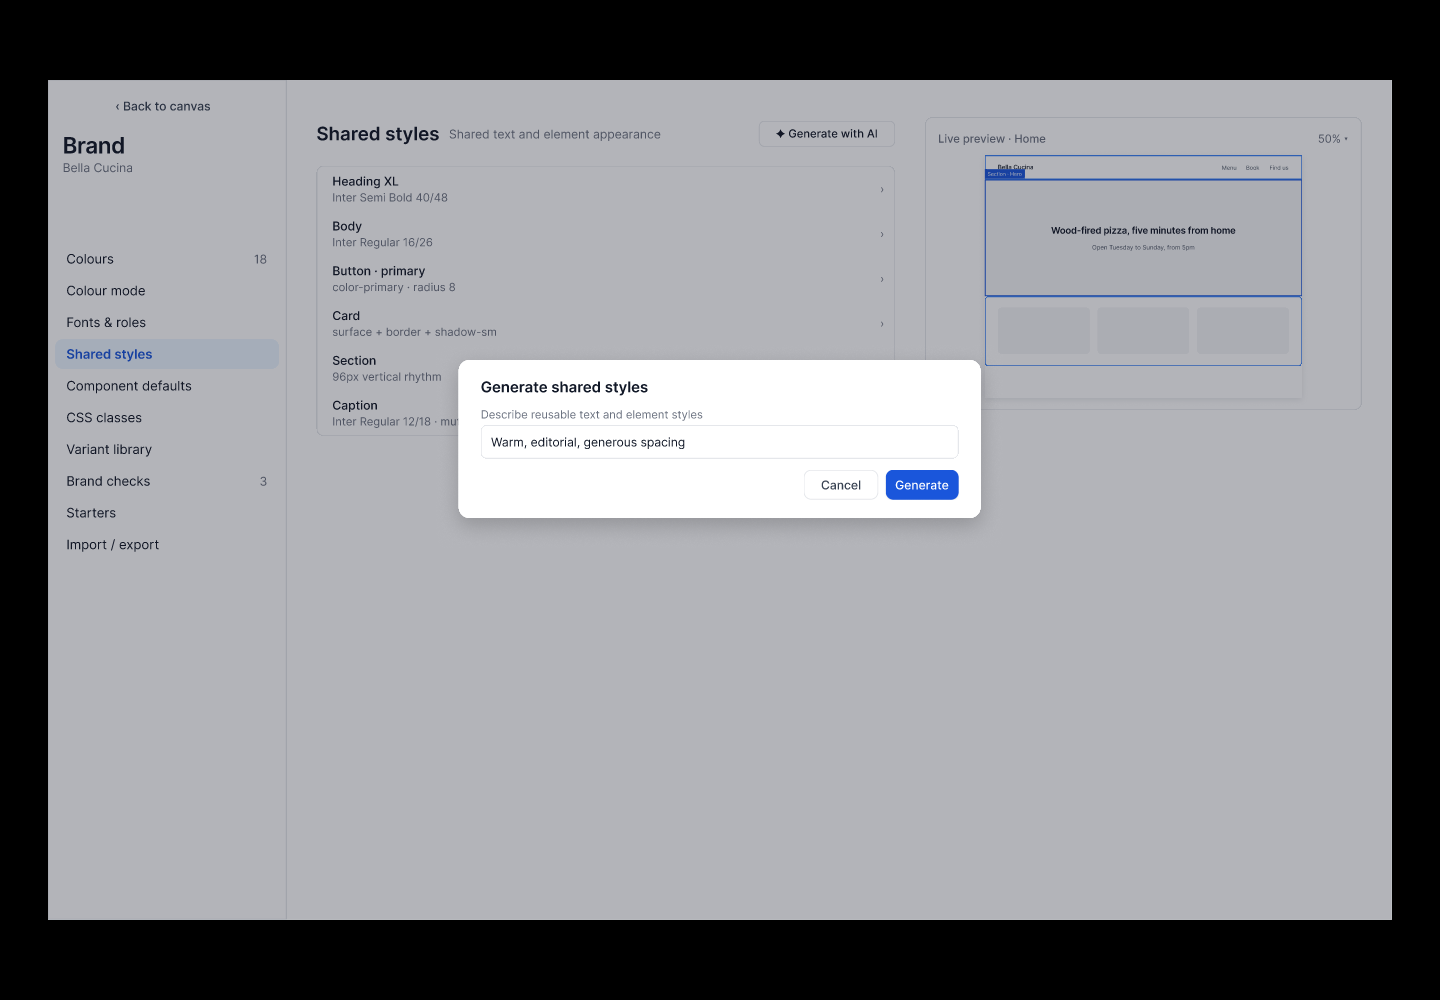 ‹ Back to canvas
Brand
Bella Cucina
Colours 18
Colour mode
Fonts & roles
Shared styles
Component defaults
CSS classes
Variant library
Brand checks 3
Starters
Import / export
Shared styles Shared text and element appearance
✦ Generate with AI
Heading XL
Inter Semi Bold 40/48
Body
Inter Regular 16/26
Button · primary
color-primary · radius 8
Card
surface + border + shadow-sm
Section
96px vertical rhythm
Caption
Inter Regular 12/18 · mu
Live preview · Home 50%
Bella Cucina Menu Book Find us
Section · Hero
Wood-fired pizza, five minutes from home
Open Tuesday to Sunday, from 5pm
Generate shared styles
Describe reusable text and element styles
Warm, editorial, generous spacing
Cancel Generate